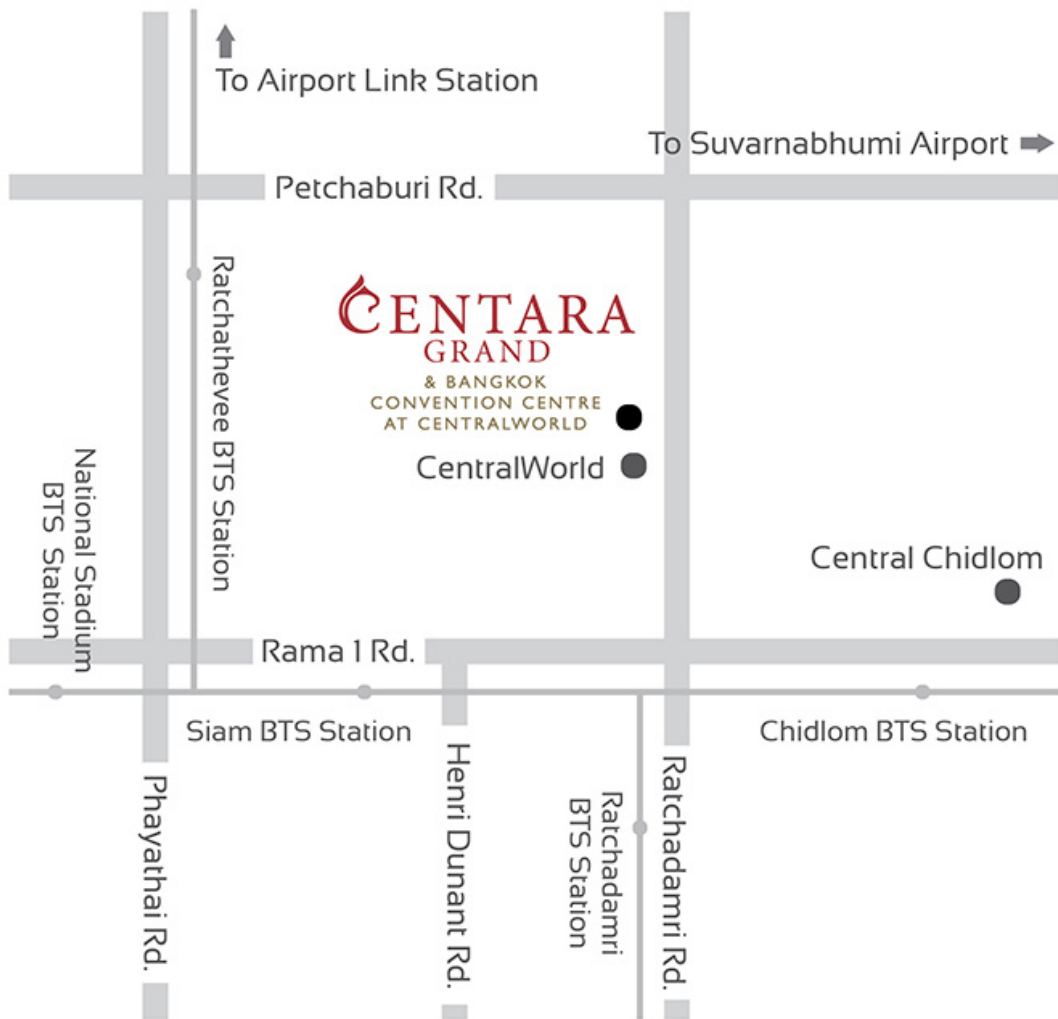 To Airport Link Station
To Suvarnabhumi Airport
Petchaburi Rd.
Ratchathevee BTS Station
CENTARA
GRAND
& BANGKOK
CONVENTION CENTRE
AT CENTRALWORLD
CentralWorld
National Stadium
BTS Station
Central Chidlom
Rama 1 Rd.
Siam BTS Station
Chidlom BTS Station
Phayathai Rd.
Henri Dunant Rd.
Ratchadamri
BTS Station
Ratchadamri Rd.